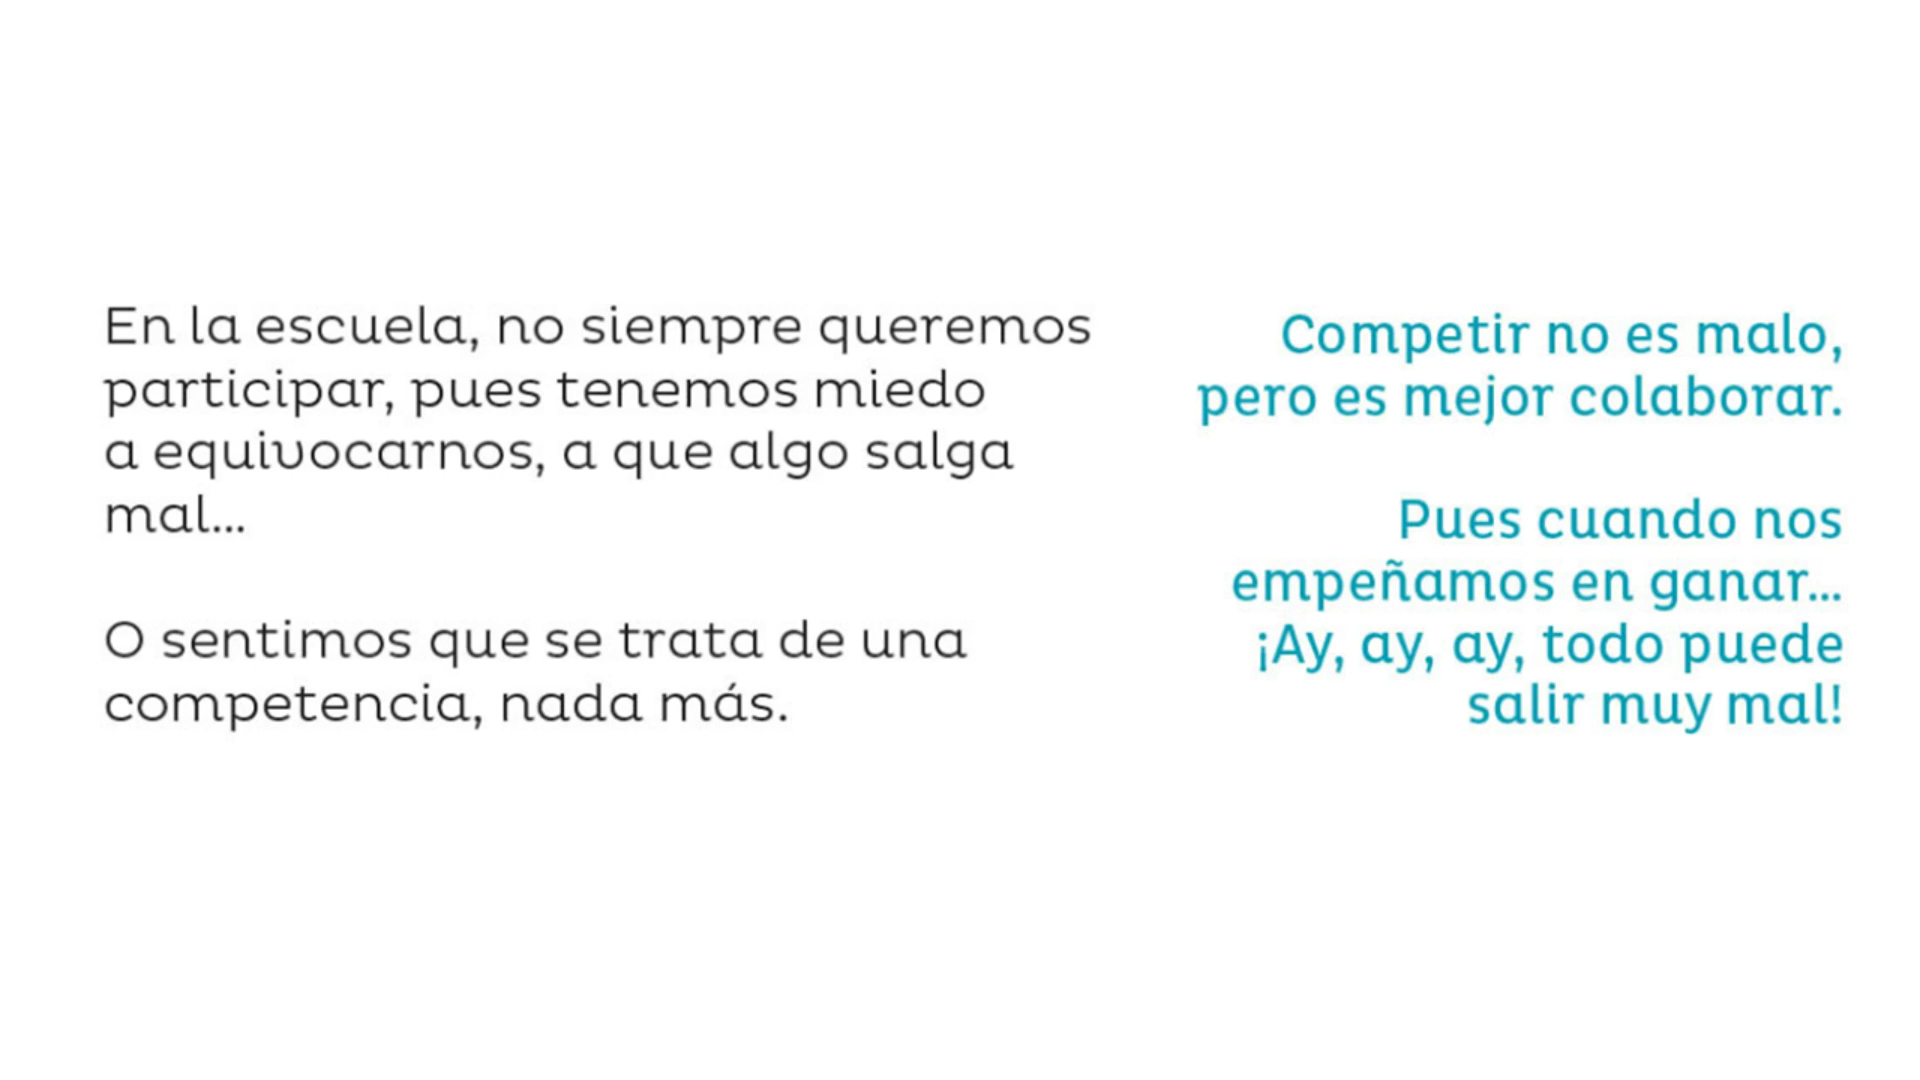 En la escuela, no siempre queremos
participar, pues tenemos miedo
a equivocarnos, a que algo salga
mal...
O sentimos que se trata de una
competencia, nada más.
Competir no es malo,
pero es mejor colaborar.
Pues cuando nos
empeñamos en ganar...
¡Ay, ay, ay, todo puede
salir muy mal!